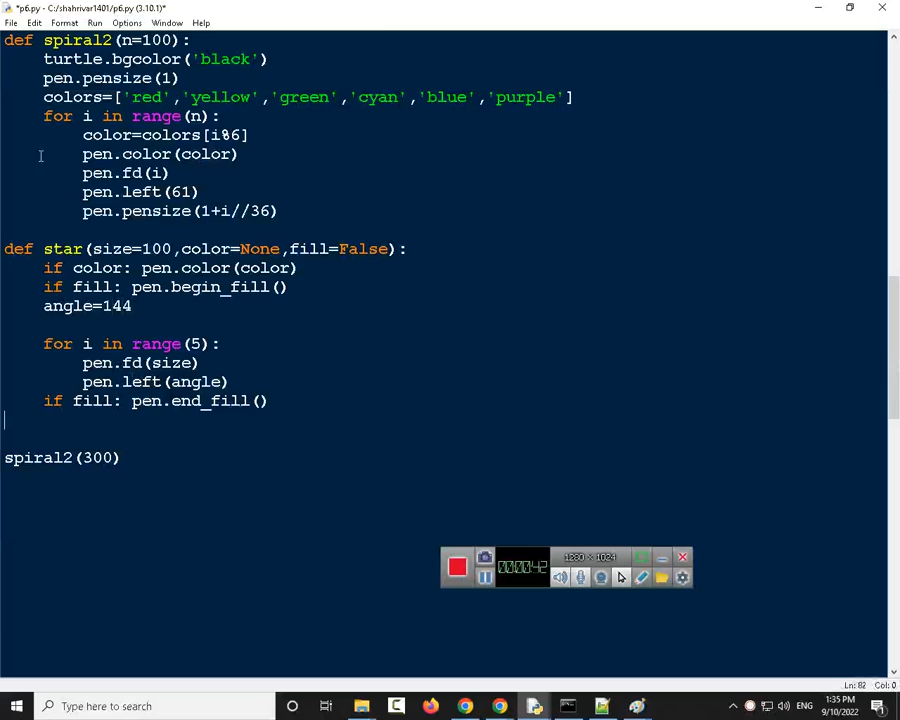 *p6.py - C:/shahrivar1401/p6.py (3.10.1)*
File Edit Format Run Options Window Help
def spiral2(n=100):
    turtle.bgcolor('black')
    pen.pensize(1)
    colors=['red','yellow','green','cyan','blue','purple']
    for i in range(n):
        color=colors[i%6]
        pen.color(color)
        pen.fd(i)
        pen.left(61)
        pen.pensize(1+i//36)
def star(size=100,color=None,fill=False):
    if color: pen.color(color)
    if fill: pen.begin_fill()
    angle=144
    for i in range(5):
        pen.fd(size)
        pen.left(angle)
    if fill: pen.end_fill()
spiral2(300)
000042
1280 × 1024
Ln: 82 Col: 0
Type here to search
ENG
1:35 PM
9/10/2022
1